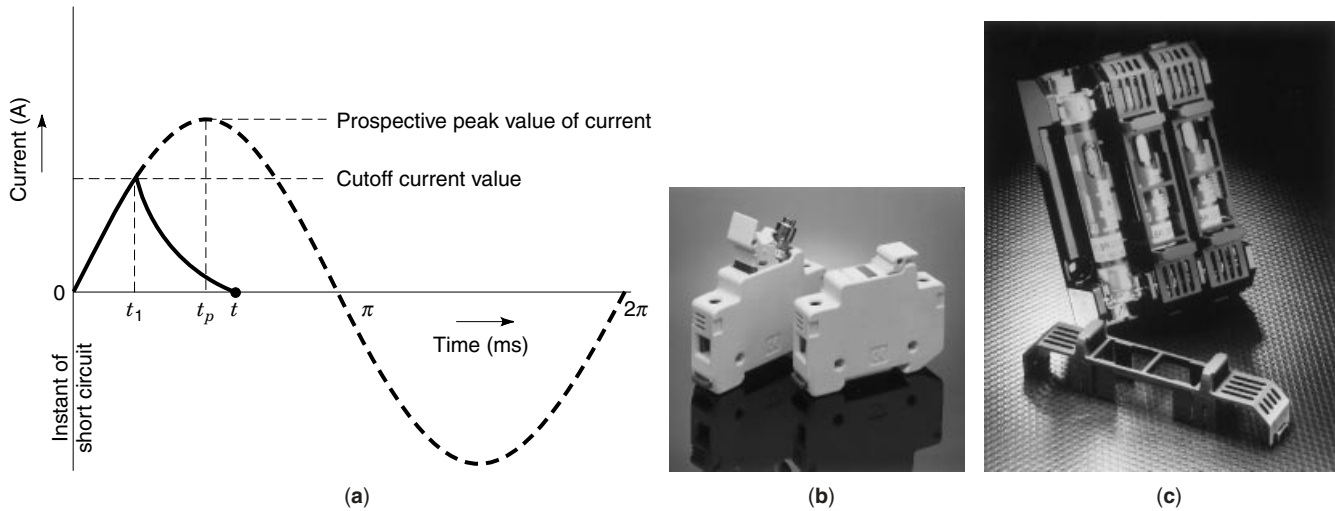 Current (A)
Prospective peak value of current
Cutoff current value
0
t₁
tₚ
t
π
2π
Time (ms)
Instant of
short circuit
(a)
(b)
(c)